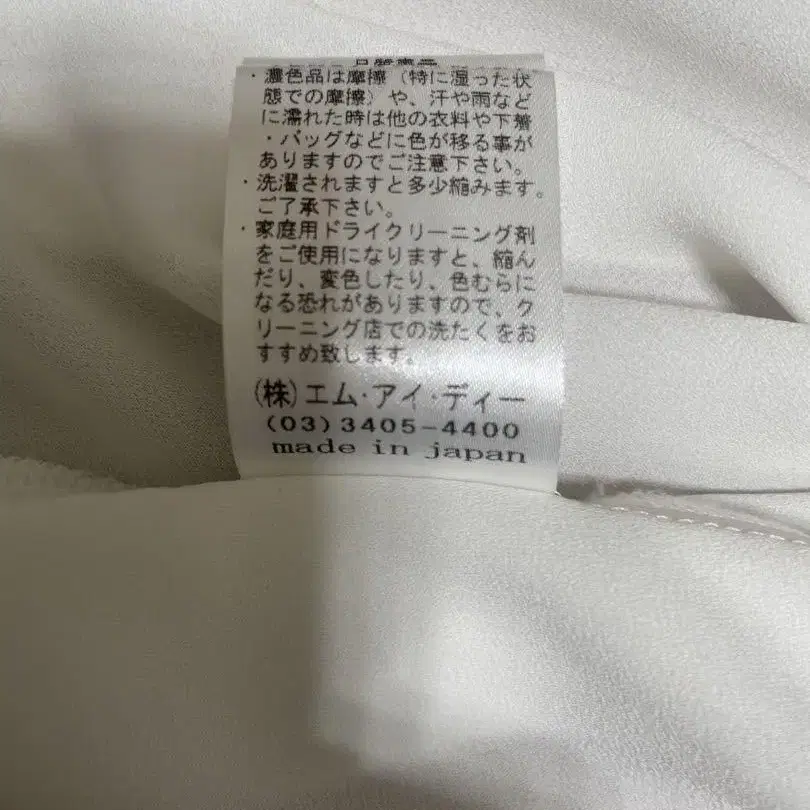 品質表示
・濃色品は摩擦（特に湿った状
態での摩擦）や、汗や雨など
に濡れた時は他の衣料や下着
・バッグなどに色が移る事が
ありますのでご注意下さい。
・洗濯されますと多少縮みます。
ご了承下さい。
・家庭用ドライクリーニング剤
をご使用になりますと、縮ん
だり、変色したり、色むらに
なる恐れがありますので、ク
リーニング店での洗たくをお
すすめ致します。
(株)エム・アイ・ディー
(03)3405-4400
made in japan